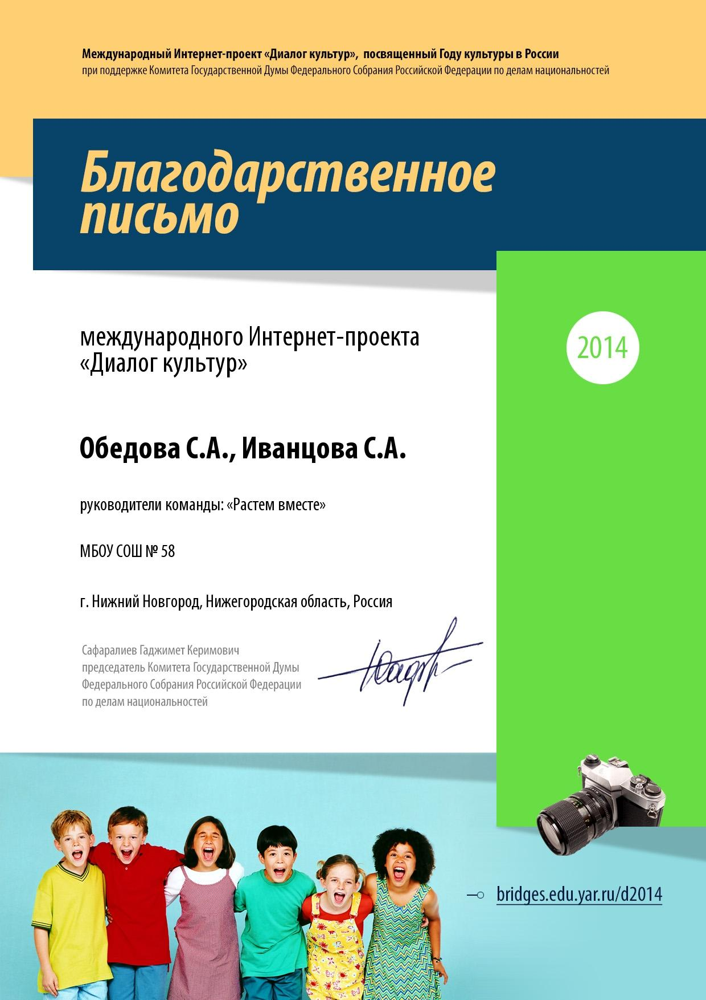 Международный Интернет-проект «Диалог культур», посвященный Году культуры в России
при поддержке Комитета Государственной Думы Федерального Собрания Российской Федерации по делам национальностей
Благодарственное
письмо
международного Интернет-проекта
«Диалог культур»
2014
Обедова С.А., Иванцова С.А.
руководители команды: «Растем вместе»
МБОУ СОШ № 58
г. Нижний Новгород, Нижегородская область, Россия
Сафаралиев Гаджимет Керимович
председатель Комитета Государственной Думы
Федерального Собрания Российской Федерации
по делам национальностей
bridges.edu.yar.ru/d2014